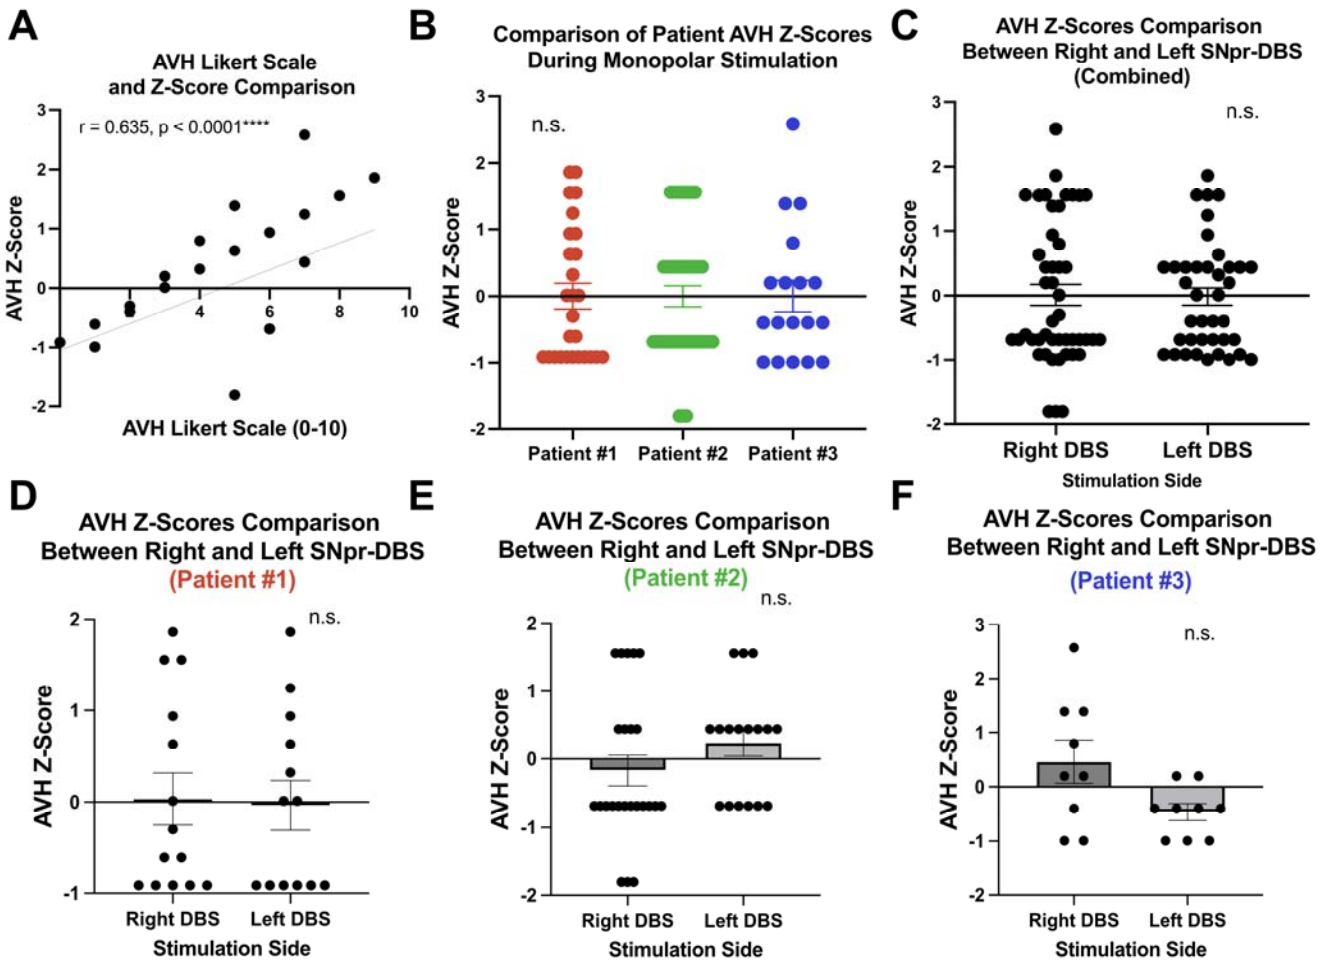 A
AVH Likert Scale
and Z-Score Comparison
r = 0.635, p < 0.0001****
AVH Z-Score
3
2
1
0
-1
-2
4
6
8
10
AVH Likert Scale (0-10)
B
Comparison of Patient AVH Z-Scores
During Monopolar Stimulation
n.s.
AVH Z-Score
3
2
1
0
-1
-2
Patient #1 Patient #2 Patient #3
C
AVH Z-Scores Comparison
Between Right and Left SNpr-DBS
(Combined)
n.s.
AVH Z-Score
3
2
1
0
-1
-2
Right DBS Left DBS
Stimulation Side
D
AVH Z-Scores Comparison
Between Right and Left SNpr-DBS
(Patient #1)
n.s.
AVH Z-Score
2
1
0
-1
Right DBS Left DBS
Stimulation Side
E
AVH Z-Scores Comparison
Between Right and Left SNpr-DBS
(Patient #2)
n.s.
AVH Z-Score
2
1
0
-1
-2
Right DBS Left DBS
Stimulation Side
F
AVH Z-Scores Comparison
Between Right and Left SNpr-DBS
(Patient #3)
n.s.
AVH Z-Score
3
2
1
0
-1
-2
Right DBS Left DBS
Stimulation Side